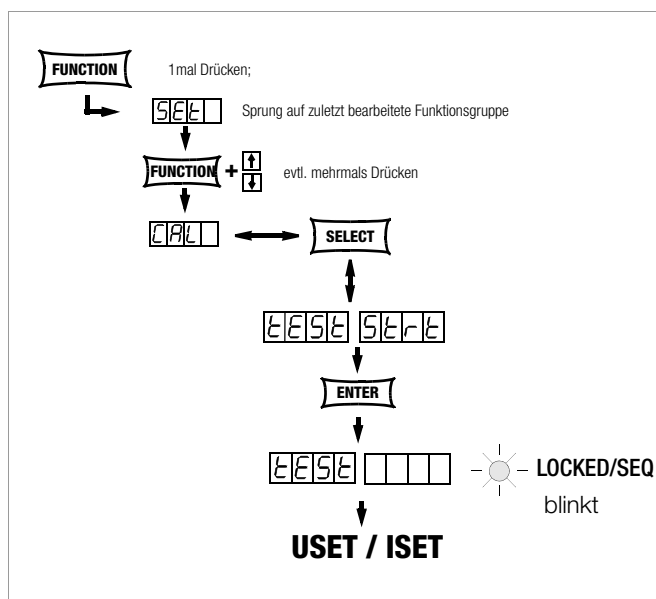 FUNCTION 1mal Drücken;
SEt Sprung auf zuletzt bearbeitete Funktionsgruppe
FUNCTION + evtl. mehrmals Drücken
CAL SELECT
tESt Strt
ENTER
tESt LOCKED/SEQ
blinkt
USET / ISET